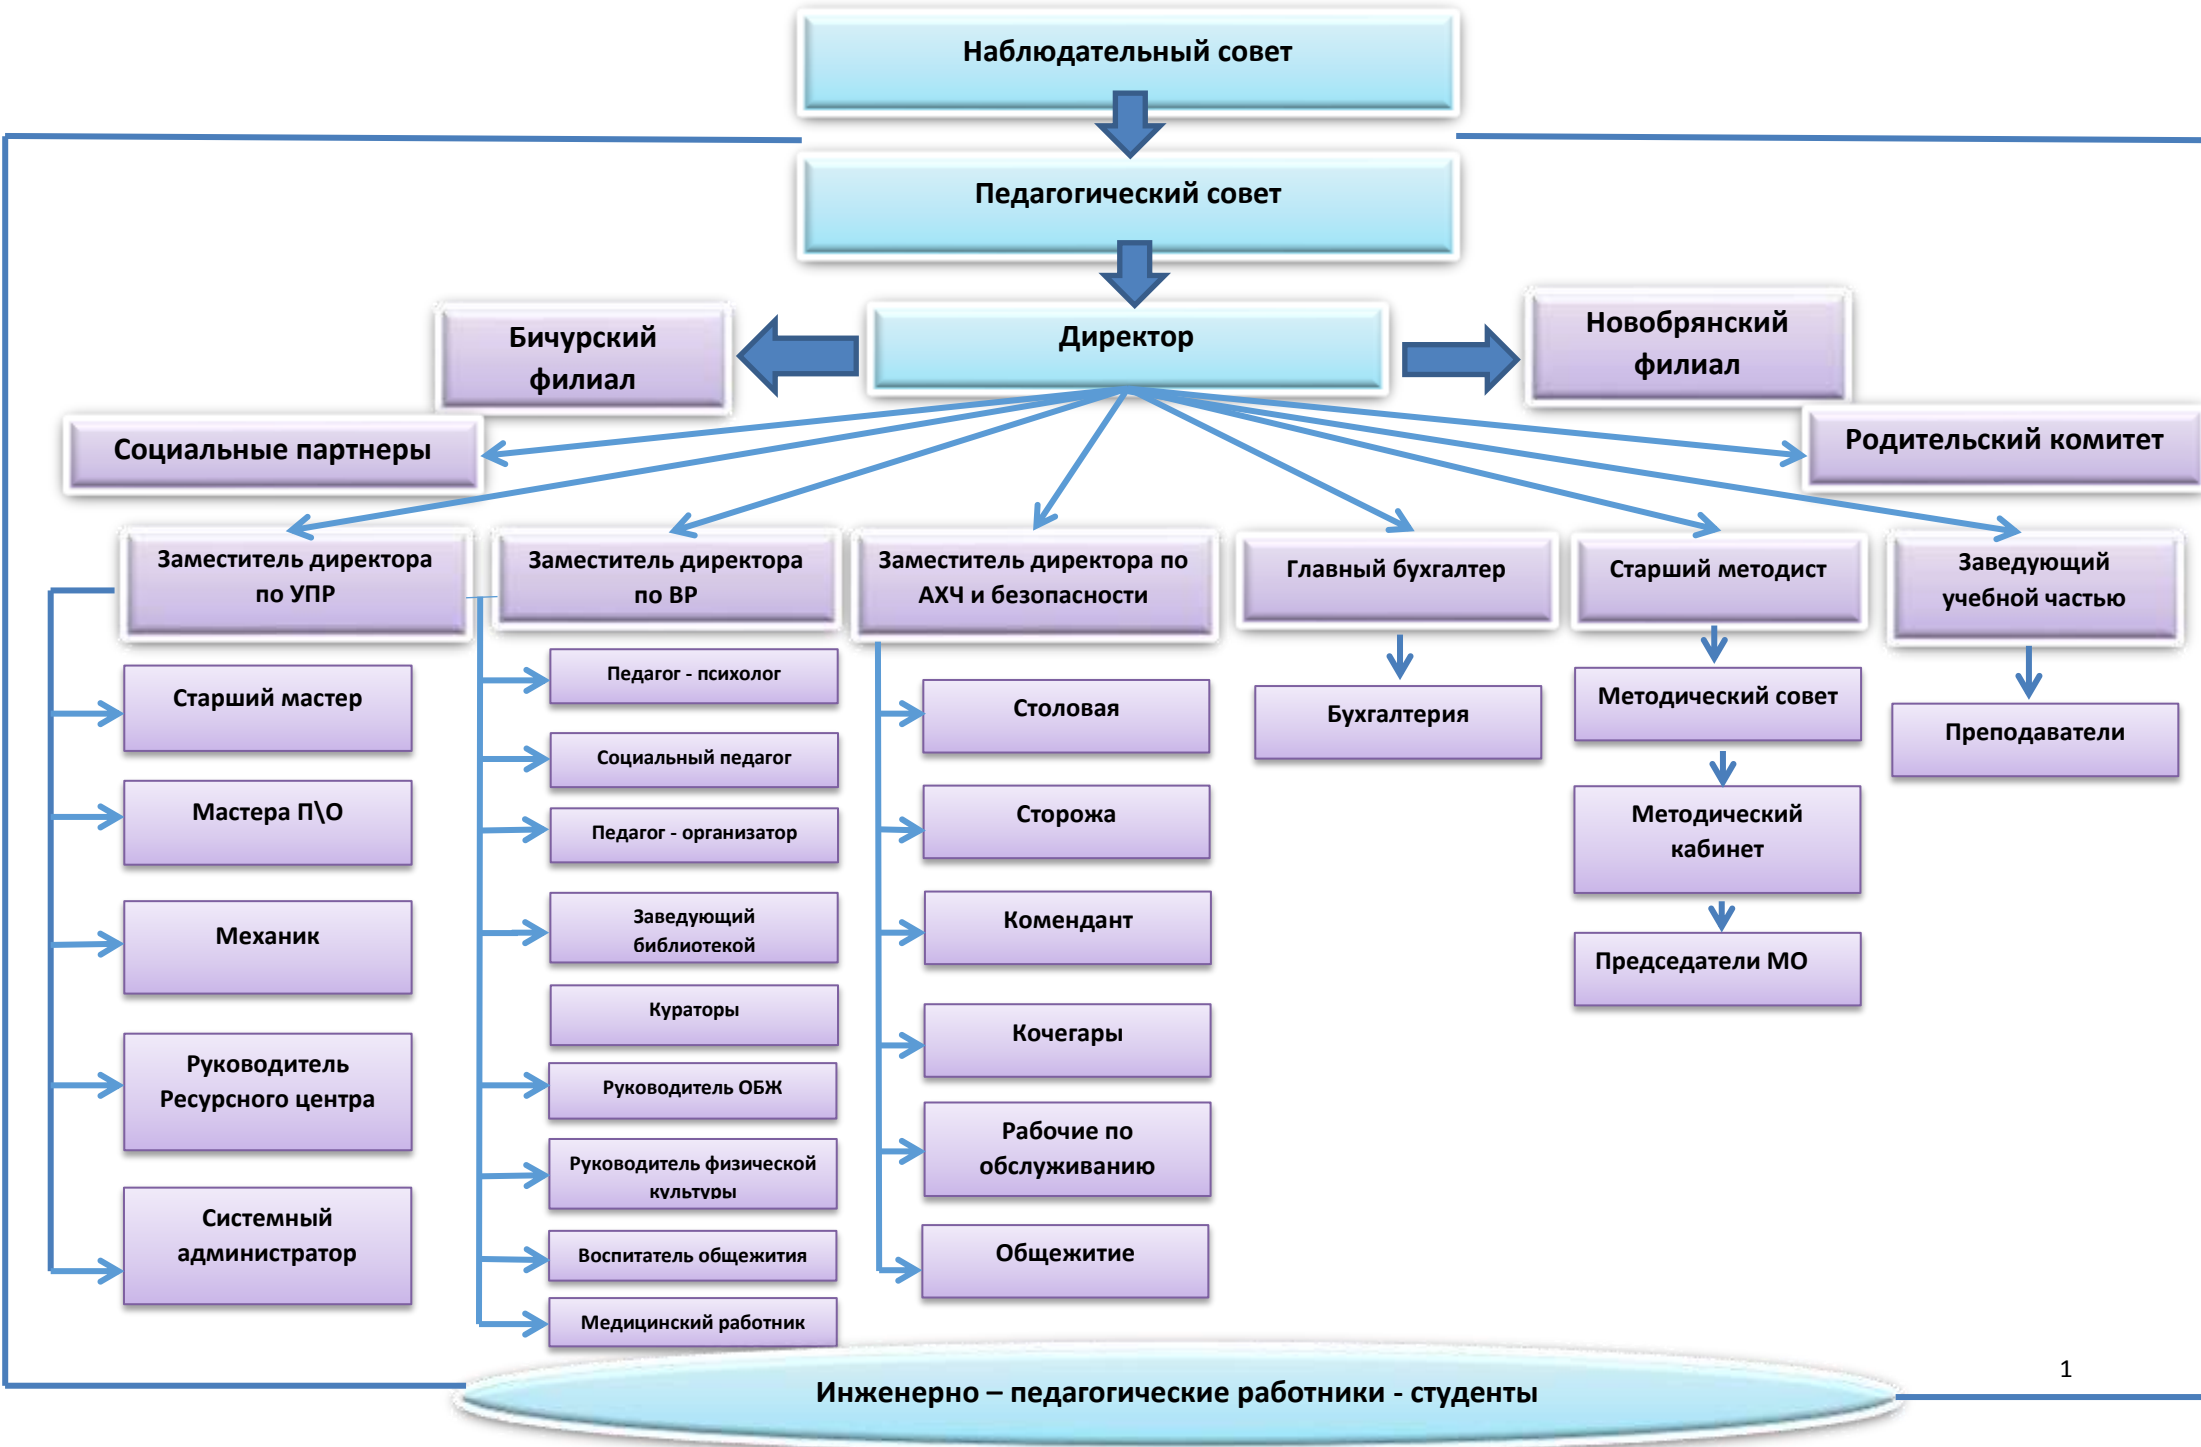 Наблюдательный совет
Педагогический совет
Директор
Бичурский
филиал
Новобрянский
филиал
Социальные партнеры
Родительский комитет
Заместитель директора
по УПР
Заместитель директора
по ВР
Заместитель директора по
АХЧ и безопасности
Главный бухгалтер
Старший методист
Заведующий
учебной частью
Старший мастер
Мастера П\О
Механик
Руководитель
Ресурсного центра
Системный
администратор
Педагог - психолог
Социальный педагог
Педагог - организатор
Заведующий
библиотекой
Кураторы
Руководитель ОБЖ
Руководитель физической
культуры
Воспитатель общежития
Медицинский работник
Столовая
Сторожа
Комендант
Кочегары
Рабочие по
обслуживанию
Общежитие
Бухгалтерия
Методический совет
Методический
кабинет
Председатели МО
Преподаватели
Инженерно – педагогические работники - студенты
1